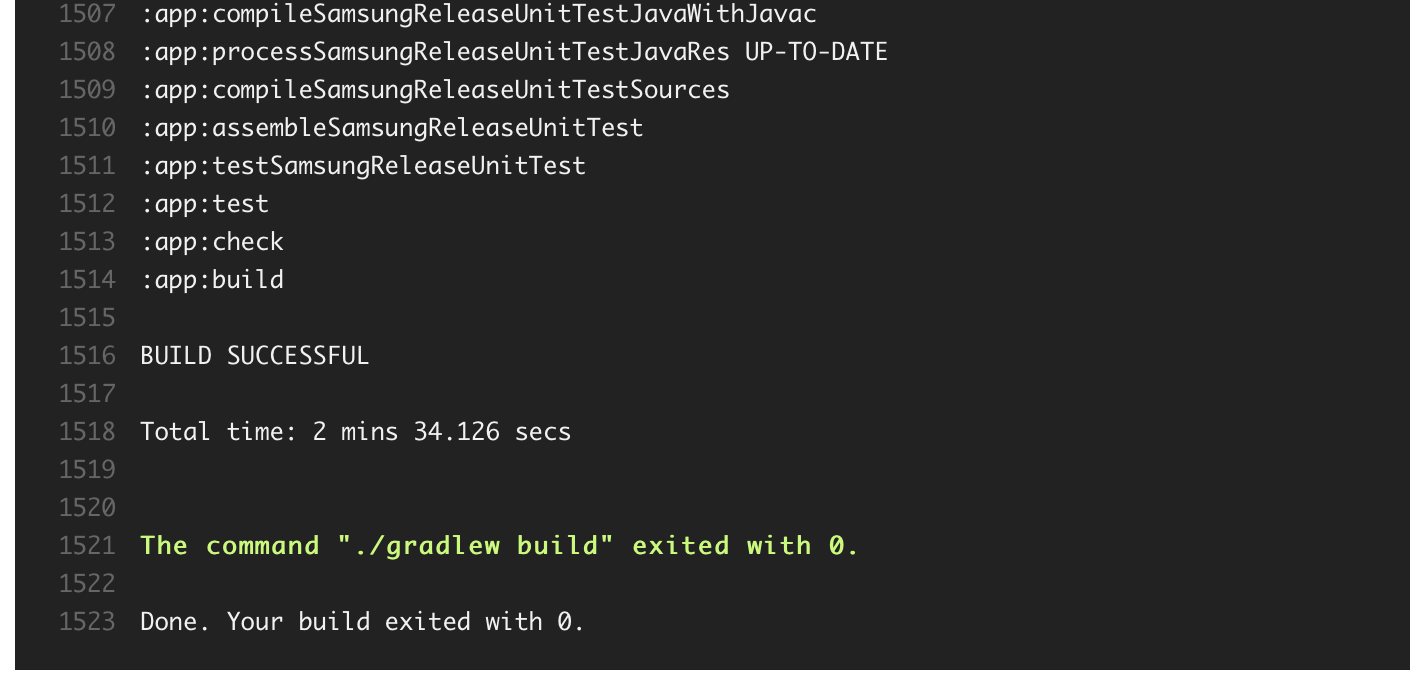 1507 :app:compileSamsungReleaseUnitTestJavaWithJavac
1508 :app:processSamsungReleaseUnitTestJavaRes UP-TO-DATE
1509 :app:compileSamsungReleaseUnitTestSources
1510 :app:assembleSamsungReleaseUnitTest
1511 :app:testSamsungReleaseUnitTest
1512 :app:test
1513 :app:check
1514 :app:build
1515
1516 BUILD SUCCESSFUL
1517
1518 Total time: 2 mins 34.126 secs
1519
1520
1521 The command "./gradlew build" exited with 0.
1522
1523 Done. Your build exited with 0.